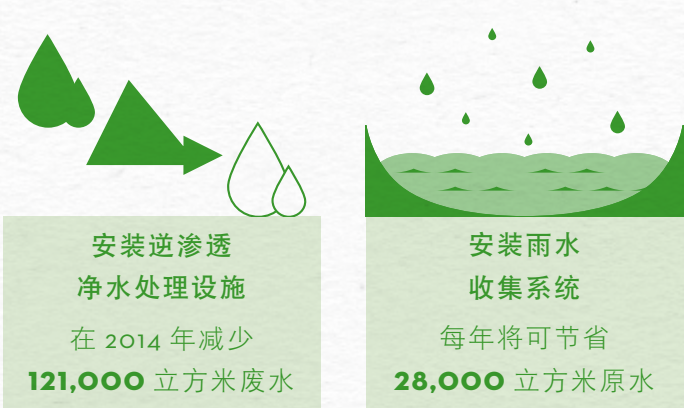 安装逆渗透
净水处理设施
在 2014 年减少
121,000 立方米废水
安装雨水
收集系统
每年将可节省
28,000 立方米原水